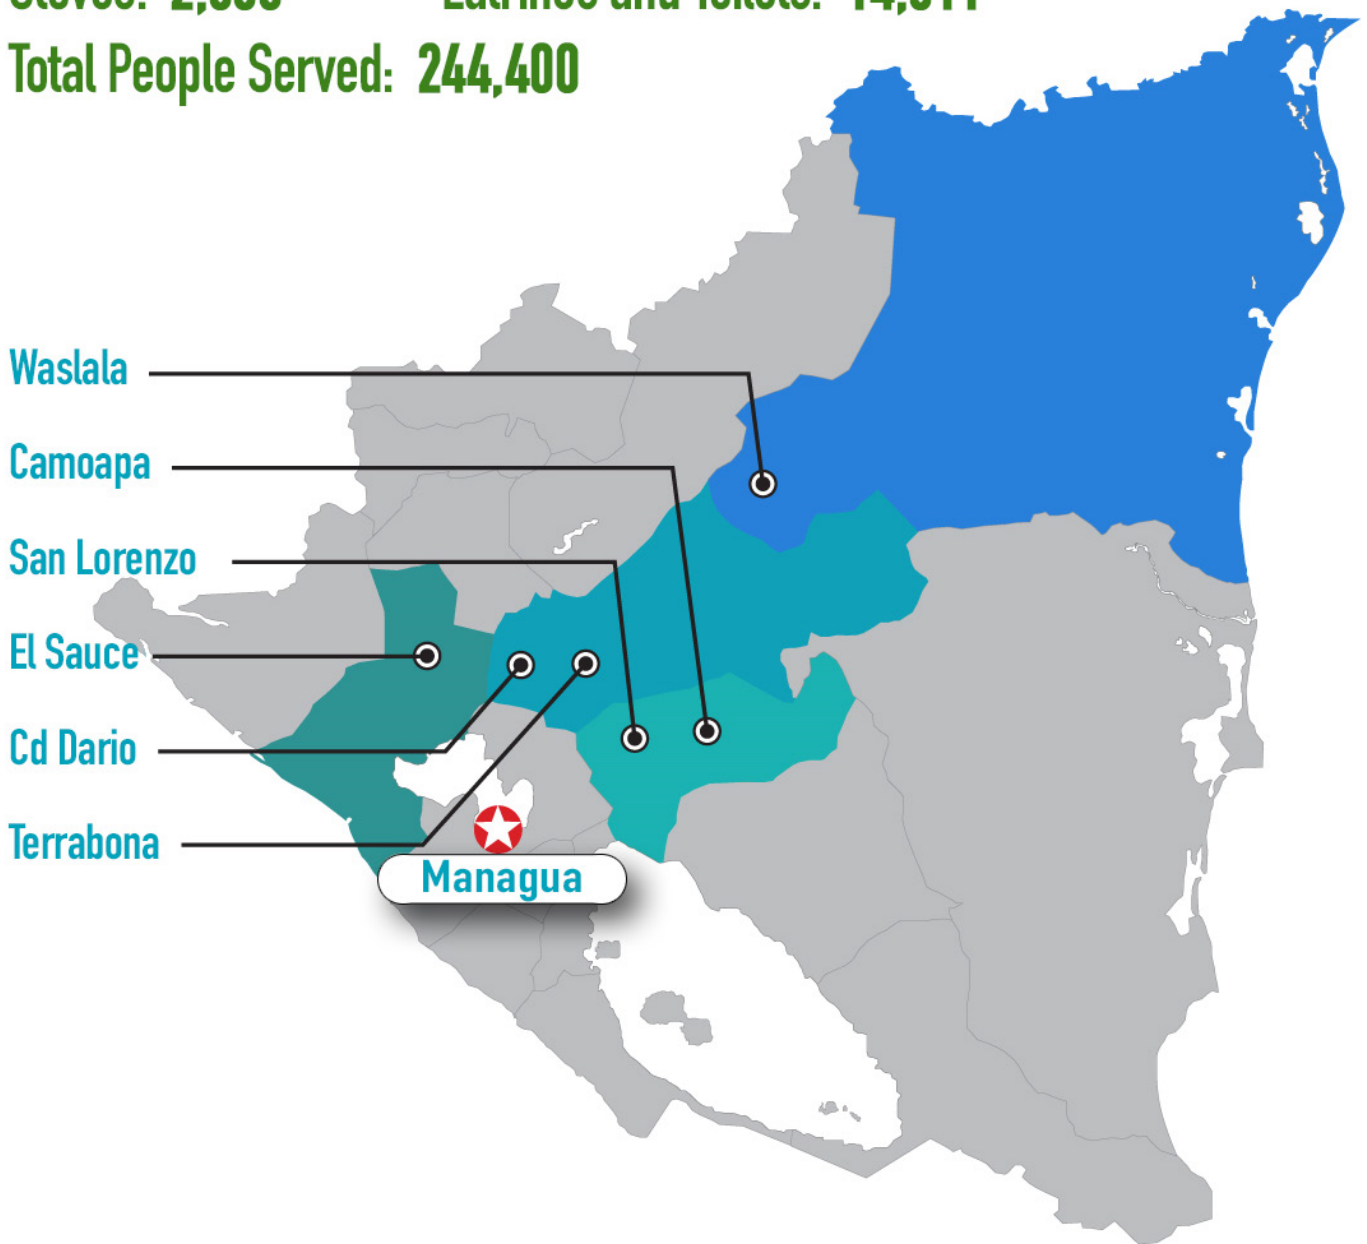 Total People Served: 244,400
Waslala
Camoapa
San Lorenzo
El Sauce
Cd Dario
Terrabona
Managua